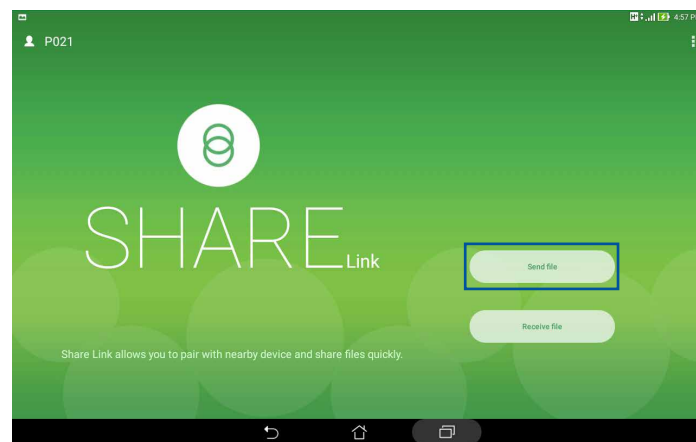 H+ 4:57 P
P021
SHARE Link
Send file
Receive file
Share Link allows you to pair with nearby device and share files quickly.